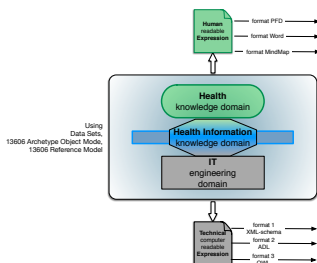 Human
readable
Expression
format PFD
format Word
format MindMap
Health
knowledge domain
Health Information
knowledge domain
IT
engineering
domain
Using
Data Sets,
13606 Archetype Object Mode,
13606 Reference Model
Technical
computer
readable
Expression
format 1
XML-schema
format 2
ADL
format 3